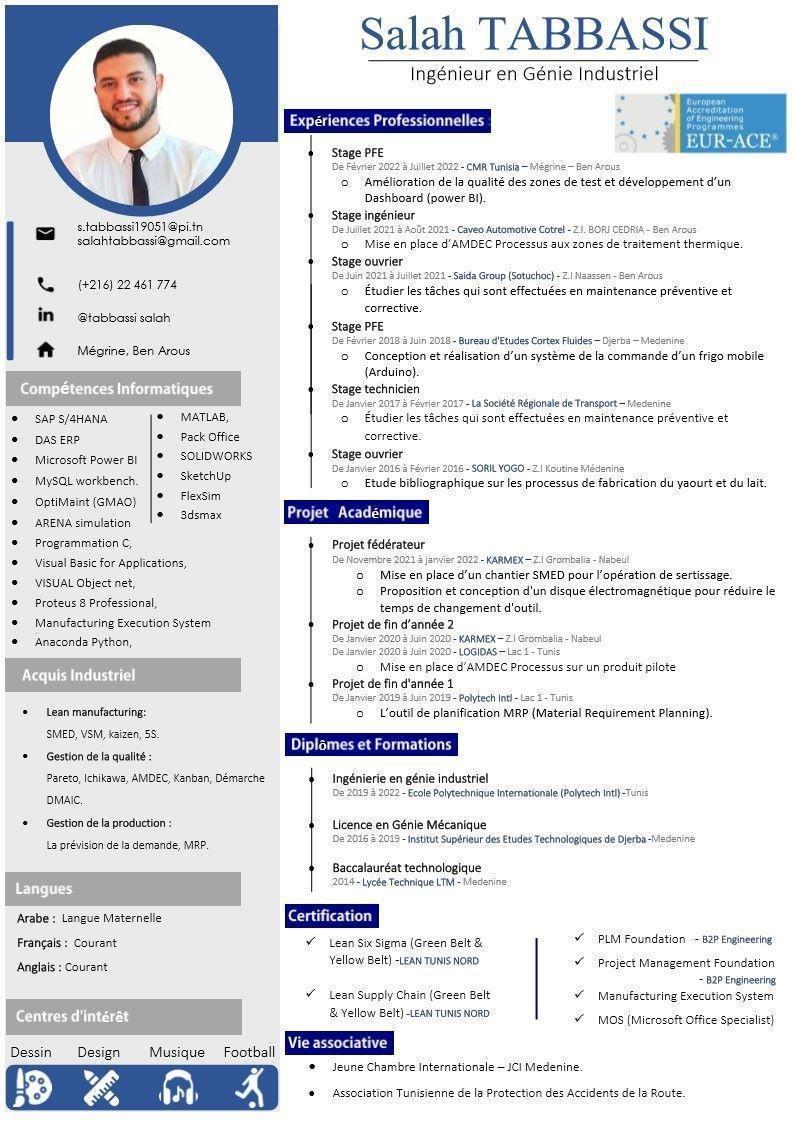 Salah TABBASSI
Ingénieur en Génie Industriel
s.tabbassi19051@pi.tn
salahtabbassi@gmail.com
(+216) 22 461 774
in
@tabbassi salah
Mégrine, Ben Arous
Compétences Informatiques
SAP S/4HANA
DAS ERP
Microsoft Power BI
MySQL workbench.
OptiMaint (GMAO)
ARENA simulation
Programmation C,
Visual Basic for Applications,
VISUAL Object net,
Proteus 8 Professional,
Manufacturing Execution System
Anaconda Python,
MATLAB,
Pack Office
SOLIDWORKS
SketchUp
FlexSim
3dsmax
Acquis Industriel
Lean manufacturing:
SMED, VSM, kaizen, 5S.
Gestion de la qualité :
Pareto, Ichikawa, AMDEC, Kanban, Démarche
DMAIC.
Gestion de la production :
La prévision de la demande, MRP.
Langues
Arabe : Langue Maternelle
Français : Courant
Anglais : Courant
Centres d'intérêt
Dessin Design Musique Football
European
Accreditation
of Engineering
Programmes
EUR-ACE®
Expériences Professionnelles :
Stage PFE
De Février 2022 à Juillet 2022 - CMR Tunisia – Mégrine – Ben Arous
o Amélioration de la qualité des zones de test et développement d’un
Dashboard (power BI).
Stage ingénieur
De Juillet 2021 à Août 2021 - Caveo Automotive Cotrel - Z.I. BORJ CEDRIA - Ben Arous
o Mise en place d’AMDEC Processus aux zones de traitement thermique.
Stage ouvrier
De Juin 2021 à Juillet 2021 - Saida Group (Sotuchoc) - Z.I Naassen - Ben Arous
o Étudier les tâches qui sont effectuées en maintenance préventive et
corrective.
Stage PFE
De Février 2018 à Juin 2018 - Bureau d'Etudes Cortex Fluides – Djerba – Medenine
o Conception et réalisation d’un système de la commande d’un frigo mobile
(Arduino).
Stage technicien
De Janvier 2017 à Février 2017 - La Société Régionale de Transport – Medenine
o Étudier les tâches qui sont effectuées en maintenance préventive et
corrective.
Stage ouvrier
De Janvier 2016 à Février 2016 - SORIL YOGO - Z.I Koutine Médenine
o Etude bibliographique sur les processus de fabrication du yaourt et du lait.
Projet Académique
Projet fédérateur
De Novembre 2021 à janvier 2022 - KARMEX – Z.I Grombalia - Nabeul
o Mise en place d’un chantier SMED pour l’opération de sertissage.
o Proposition et conception d'un disque électromagnétique pour réduire le
temps de changement d'outil.
Projet de fin d’année 2
De Janvier 2020 à Juin 2020 - KARMEX – Z.I Grombalia - Nabeul
De Janvier 2020 à Juin 2020 - LOGIDAS – Lac 1 - Tunis
o Mise en place d’AMDEC Processus sur un produit pilote
Projet de fin d'année 1
De Janvier 2019 à Juin 2019 - Polytech Intl - Lac 1 - Tunis
o L’outil de planification MRP (Material Requirement Planning).
Diplômes et Formations
Ingénierie en génie industriel
De 2019 à 2022 - Ecole Polytechnique Internationale (Polytech Intl) -Tunis
Licence en Génie Mécanique
De 2016 à 2019 - Institut Supérieur des Etudes Technologiques de Djerba -Medenine
Baccalauréat technologique
2014 - Lycée Technique LTM - Medenine
Certification
Lean Six Sigma (Green Belt &
Yellow Belt) -LEAN TUNIS NORD
Lean Supply Chain (Green Belt
& Yellow Belt) -LEAN TUNIS NORD
PLM Foundation - B2P Engineering
Project Management Foundation
- B2P Engineering
Manufacturing Execution System
MOS (Microsoft Office Specialist)
Vie associative
Jeune Chambre Internationale – JCI Medenine.
Association Tunisienne de la Protection des Accidents de la Route.